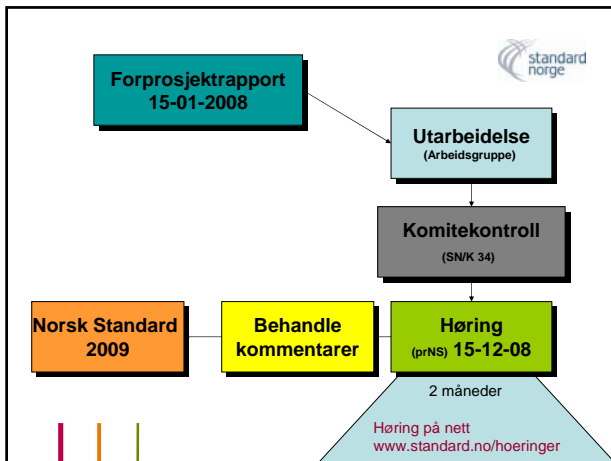 standard
norge
Forprosjektrapport
15-01-2008
Utarbeidelse
(Arbeidsgruppe)
Komitekontroll
(SN/K 34)
Norsk Standard
2009
Behandle
kommentarer
Høring
(prNS) 15-12-08
2 måneder
Høring på nett
www.standard.no/hoeringer